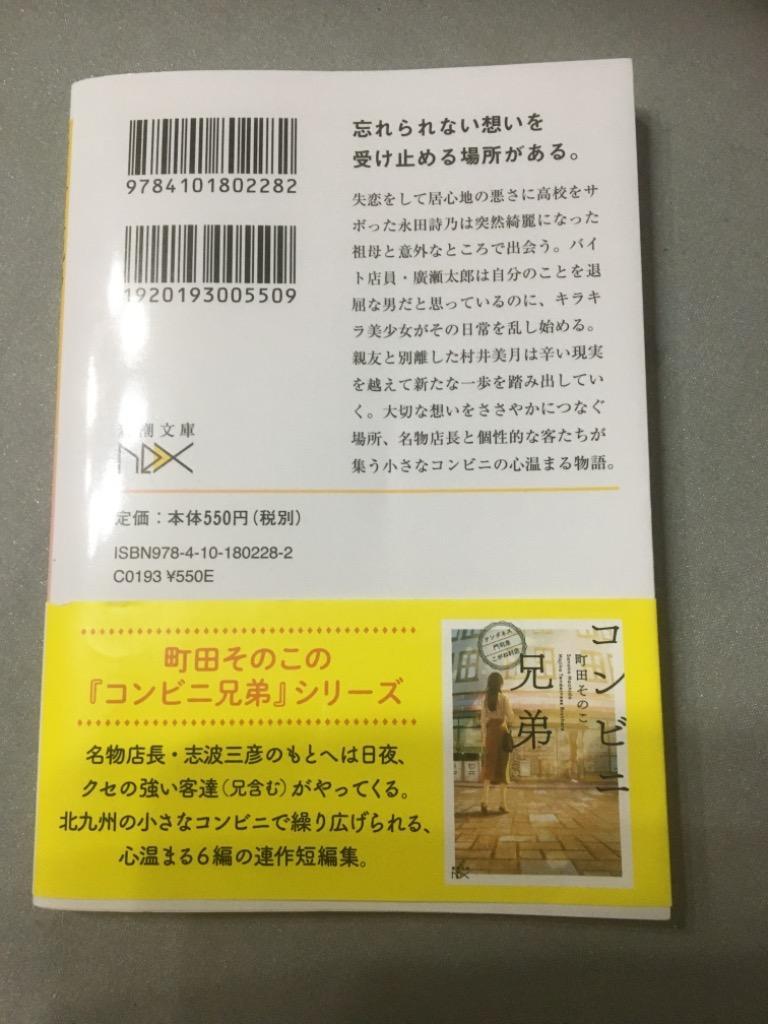 9784101802282
1920193005509
忘れられない想いを
受け止める場所がある。
失恋をして居心地の悪さに高校をサ
ボった永田詩乃は突然綺麗になった
祖母と意外なところで出会う。バイ
ト店員・廣瀬太郎は自分のことを退
屈な男だと思っているのに、キラキ
ラ美少女がその日常を乱し始める。
親友と別離した村井美月は辛い現実
を越えて新たな一歩を踏み出してい
く。大切な想いをささやかにつなぐ
場所、名物店長と個性的な客たちが
集う小さなコンビニの心温まる物語。
新潮文庫
nex
定価：本体550円（税別）
ISBN978-4-10-180228-2
C0193 ¥550E
町田そのこの
『コンビニ兄弟』シリーズ
名物店長・志波三彦のもとへは日夜、
クセの強い客達（兄含む）がやってくる。
北九州の小さなコンビニで繰り広げられる、
心温まる6編の連作短編集。
コンビニ
兄弟
町田そのこ
テンダネス
門司港
こがね村店
nex